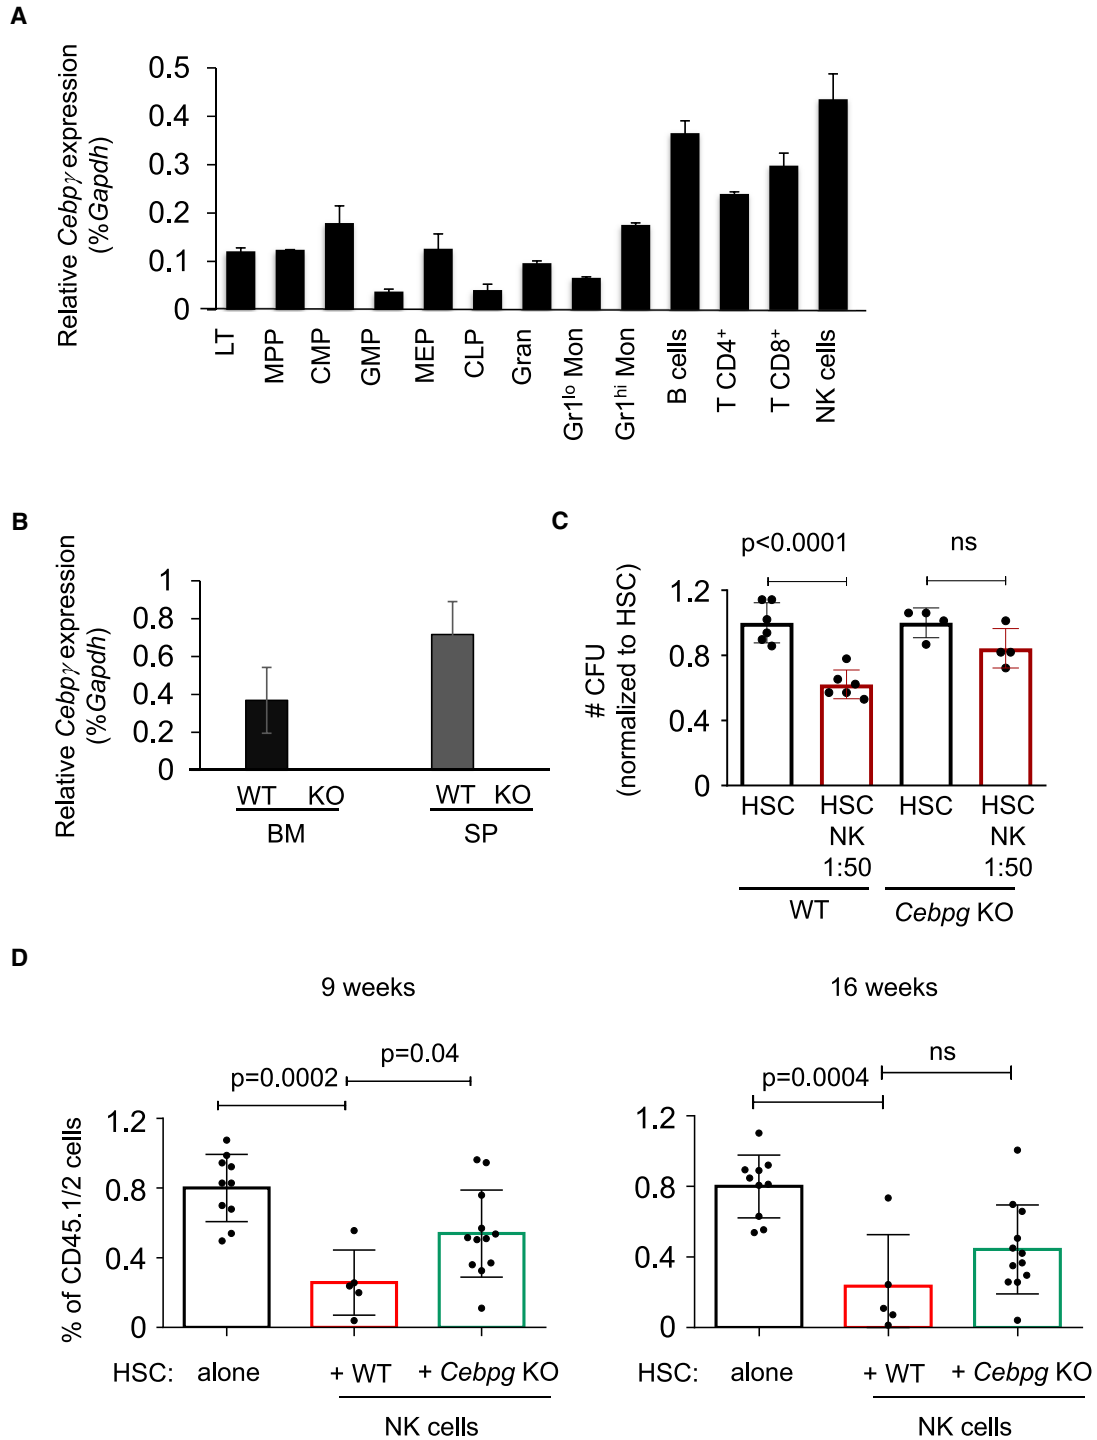 A
Relative Cebpγ expression
(%Gapdh)
0.5
0.4
0.3
0.2
0.1
0
LT
MPP
CMP
GMP
MEP
CLP
Gran
Gr1lo Mon
Gr1hi Mon
B cells
T CD4+
T CD8+
NK cells
B
Relative Cebpγ expression
(%Gapdh)
1
0.8
0.6
0.4
0.2
0
WT KO WT KO
BM SP
C
p<0.0001 ns
# CFU
(normalized to HSC)
1.2
0.8
0.4
0
HSC HSC HSC HSC
NK NK
1:50 1:50
WT Cebpg KO
D
9 weeks
% of CD45.1/2 cells
p=0.0002 p=0.04
1.2
0.8
0.4
0
HSC: alone + WT + Cebpg KO
NK cells
16 weeks
p=0.0004 ns
1.2
0.8
0.4
0
HSC: alone + WT + Cebpg KO
NK cells